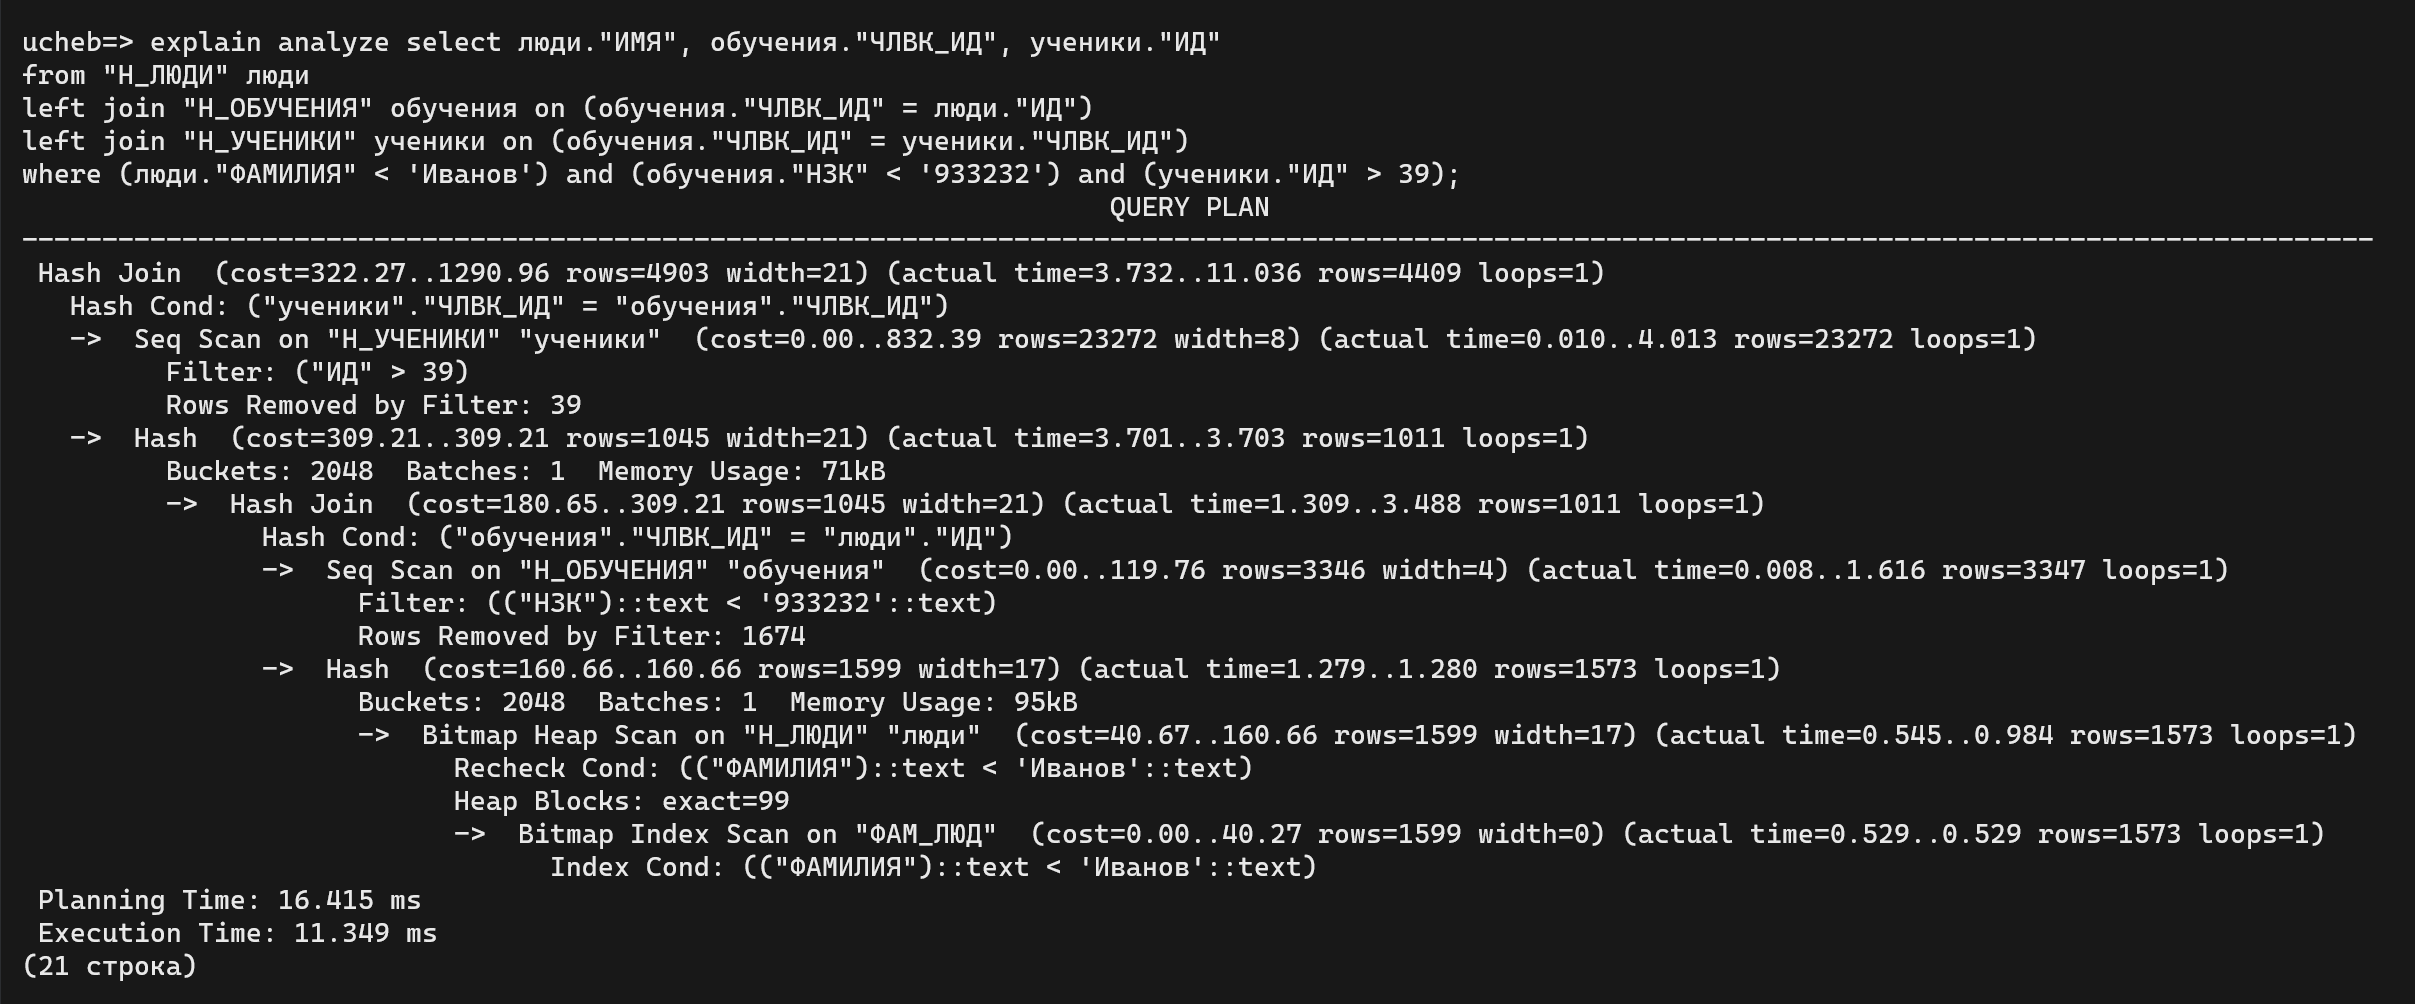 ucheb=> explain analyze select люди."ИМЯ", обучения."ЧЛВК_ИД", ученики."ИД"
from "Н_ЛЮДИ" люди
left join "Н_ОБУЧЕНИЯ" обучения on (обучения."ЧЛВК_ИД" = люди."ИД")
left join "Н_УЧЕНИКИ" ученики on (обучения."ЧЛВК_ИД" = ученики."ЧЛВК_ИД")
where (люди."ФАМИЛИЯ" < 'Иванов') and (обучения."НЗК" < '933232') and (ученики."ИД" > 39);
QUERY PLAN
---------------------------------------------------------------------------------------------------------------------------------------------------
Hash Join  (cost=322.27..1290.96 rows=4903 width=21) (actual time=3.732..11.036 rows=4409 loops=1)
Hash Cond: ("ученики"."ЧЛВК_ИД" = "обучения"."ЧЛВК_ИД")
->  Seq Scan on "Н_УЧЕНИКИ" "ученики"  (cost=0.00..832.39 rows=23272 width=8) (actual time=0.010..4.013 rows=23272 loops=1)
Filter: ("ИД" > 39)
Rows Removed by Filter: 39
->  Hash  (cost=309.21..309.21 rows=1045 width=21) (actual time=3.701..3.703 rows=1011 loops=1)
Buckets: 2048  Batches: 1  Memory Usage: 71kB
->  Hash Join  (cost=180.65..309.21 rows=1045 width=21) (actual time=1.309..3.488 rows=1011 loops=1)
Hash Cond: ("обучения"."ЧЛВК_ИД" = "люди"."ИД")
->  Seq Scan on "Н_ОБУЧЕНИЯ" "обучения"  (cost=0.00..119.76 rows=3346 width=4) (actual time=0.008..1.616 rows=3347 loops=1)
Filter: (("НЗК")::text < '933232'::text)
Rows Removed by Filter: 1674
->  Hash  (cost=160.66..160.66 rows=1599 width=17) (actual time=1.279..1.280 rows=1573 loops=1)
Buckets: 2048  Batches: 1  Memory Usage: 95kB
->  Bitmap Heap Scan on "Н_ЛЮДИ" "люди"  (cost=40.67..160.66 rows=1599 width=17) (actual time=0.545..0.984 rows=1573 loops=1)
Recheck Cond: (("ФАМИЛИЯ")::text < 'Иванов'::text)
Heap Blocks: exact=99
->  Bitmap Index Scan on "ФАМ_ЛЮД"  (cost=0.00..40.27 rows=1599 width=0) (actual time=0.529..0.529 rows=1573 loops=1)
Index Cond: (("ФАМИЛИЯ")::text < 'Иванов'::text)
Planning Time: 16.415 ms
Execution Time: 11.349 ms
(21 строка)